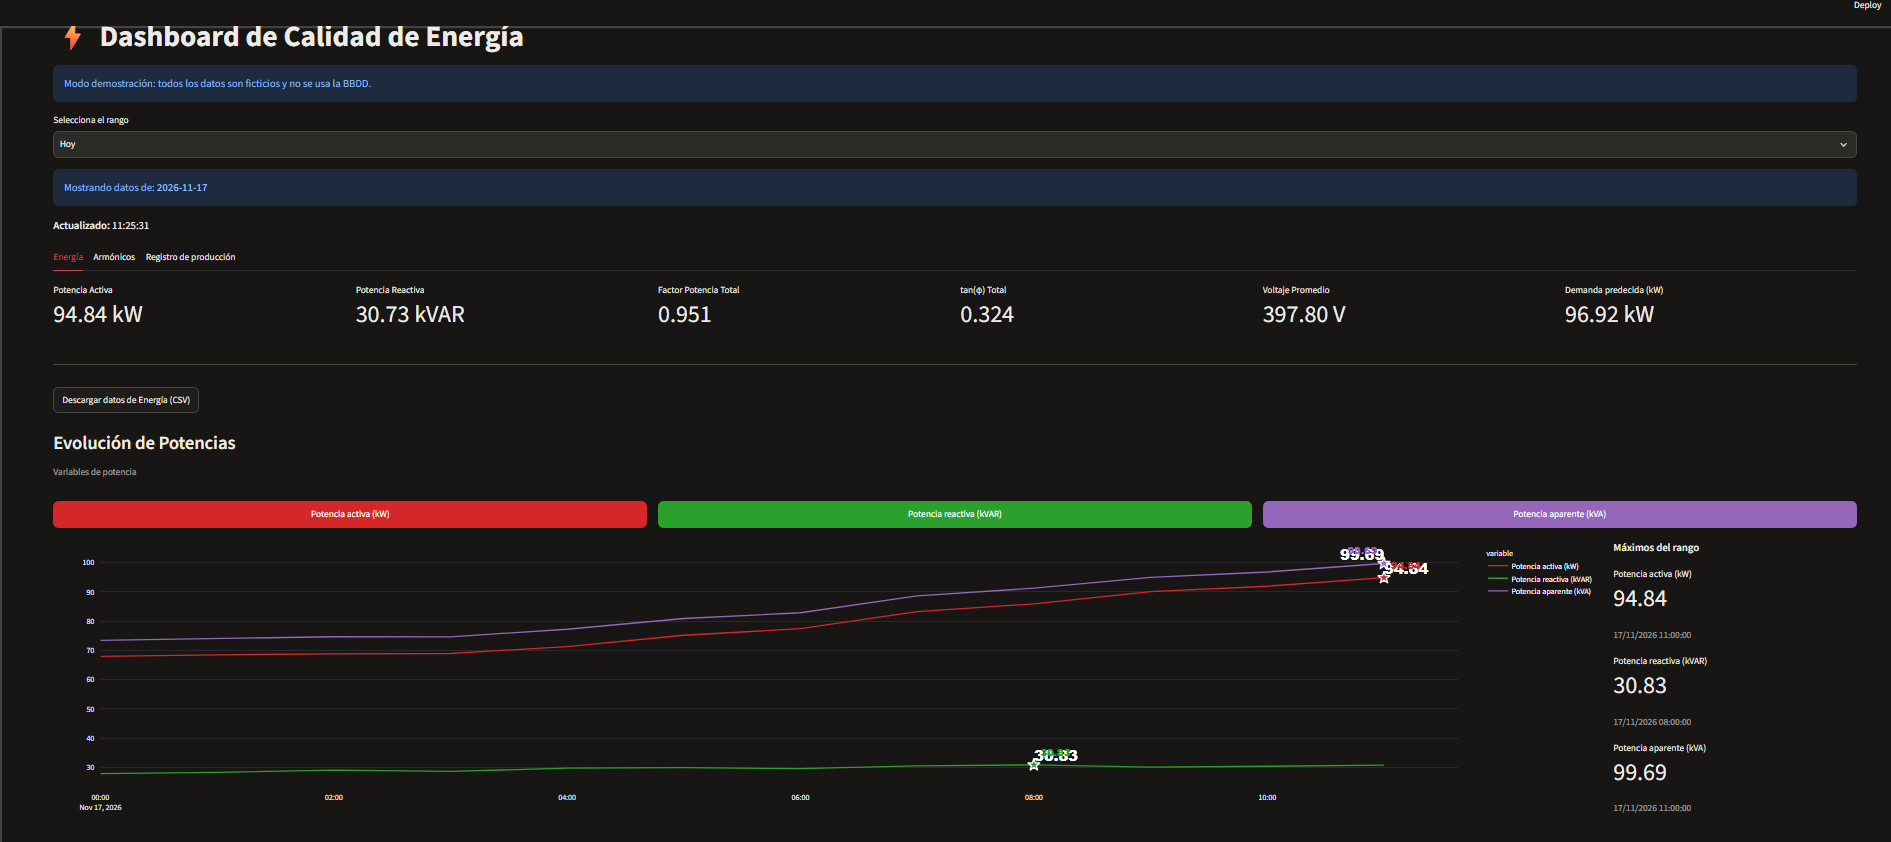 Deploy
Dashboard de Calidad de Energía
Modo demostración: todos los datos son ficticios y no se usa la BBDD.
Selecciona el rango
Hoy
Mostrando datos de: 2026-11-17
Actualizado: 11:25:31
Energía Armónicos Registro de producción
Potencia Activa Potencia Reactiva Factor Potencia Total tan(ϕ) Total Voltaje Promedio Demanda predecida (kW)
94.84 kW 30.73 kVAR 0.951 0.324 397.80 V 96.92 kW
Descargar datos de Energía (CSV)
Evolución de Potencias
Variables de potencia
Potencia activa (kW) Potencia reactiva (kVAR) Potencia aparente (kVA)
99.69
94.84
30.83
100
90
80
70
60
50
40
30
00:00 02:00 04:00 06:00 08:00 10:00
Nov 17, 2026
variable
Potencia activa (kW)
Potencia reactiva (kVAR)
Potencia aparente (kVA)
Máximos del rango
Potencia activa (kW)
94.84
17/11/2026 11:00:00
Potencia reactiva (kVAR)
30.83
17/11/2026 08:00:00
Potencia aparente (kVA)
99.69
17/11/2026 11:00:00